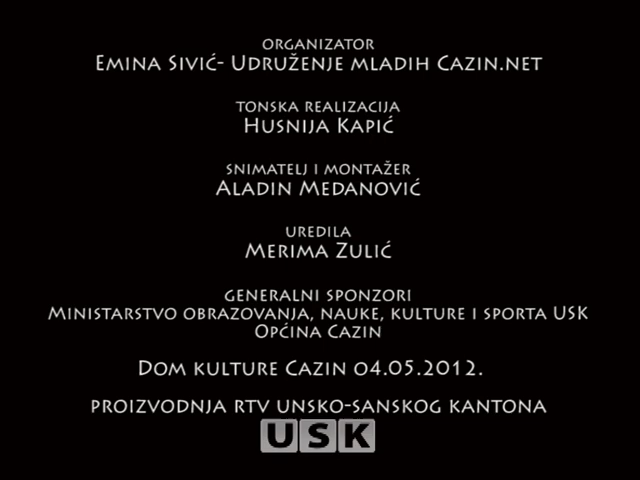 ORGANIZATOR
EMINA SIVIĆ- UDRUŽENJE MLADIH CAZIN.NET
TONSKA REALIZACIJA
HUSNIJA KAPIĆ
SNIMATELJ I MONTAŽER
ALADIN MEDANOVIĆ
UREDILA
MERIMA ZULIĆ
GENERALNI SPONZORI
MINISTARSTVO OBRAZOVANJA, NAUKE, KULTURE I SPORTA USK
OPĆINA CAZIN
DOM KULTURE CAZIN 04.05.2012.
PROIZVODNJA RTV UNSKO-SANSKOG KANTONA
USK